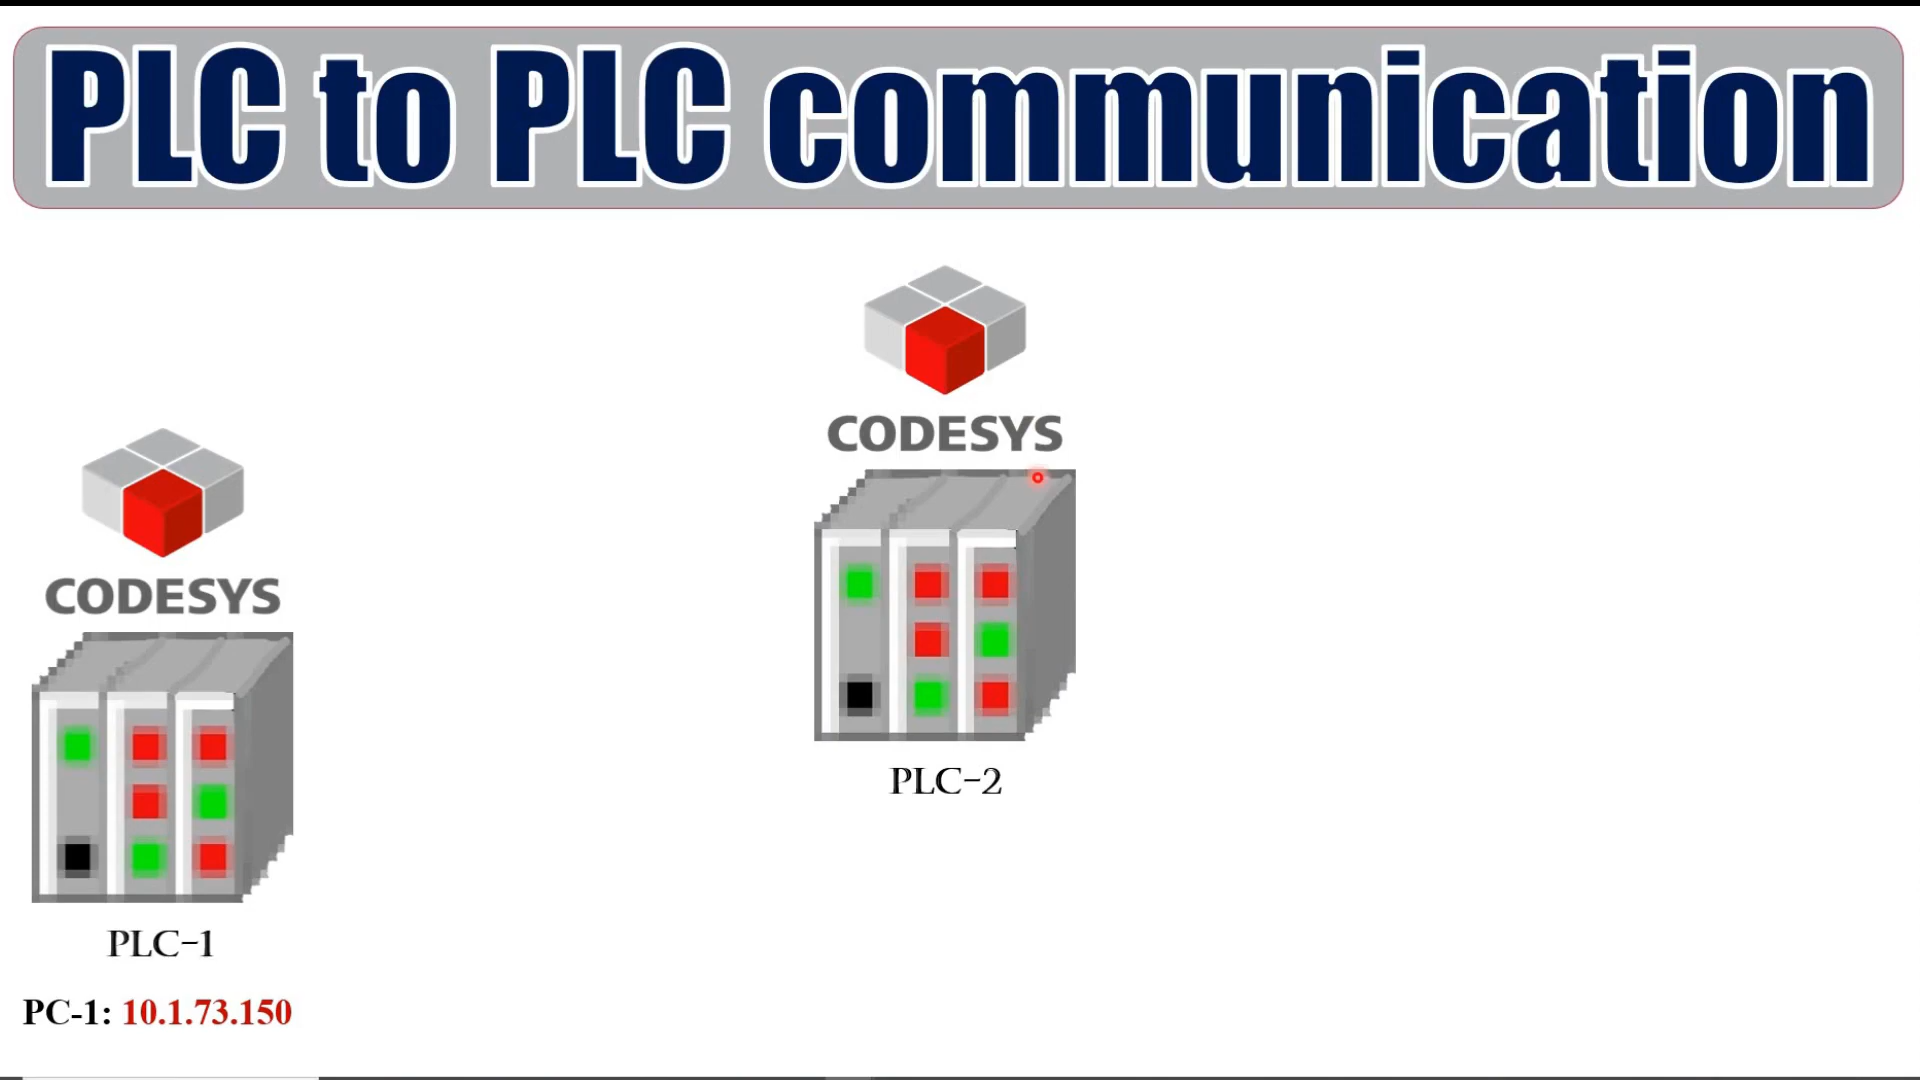 PLC to PLC communication
CODESYS
PLC-2
CODESYS
PLC-1
PC-1: 10.1.73.150